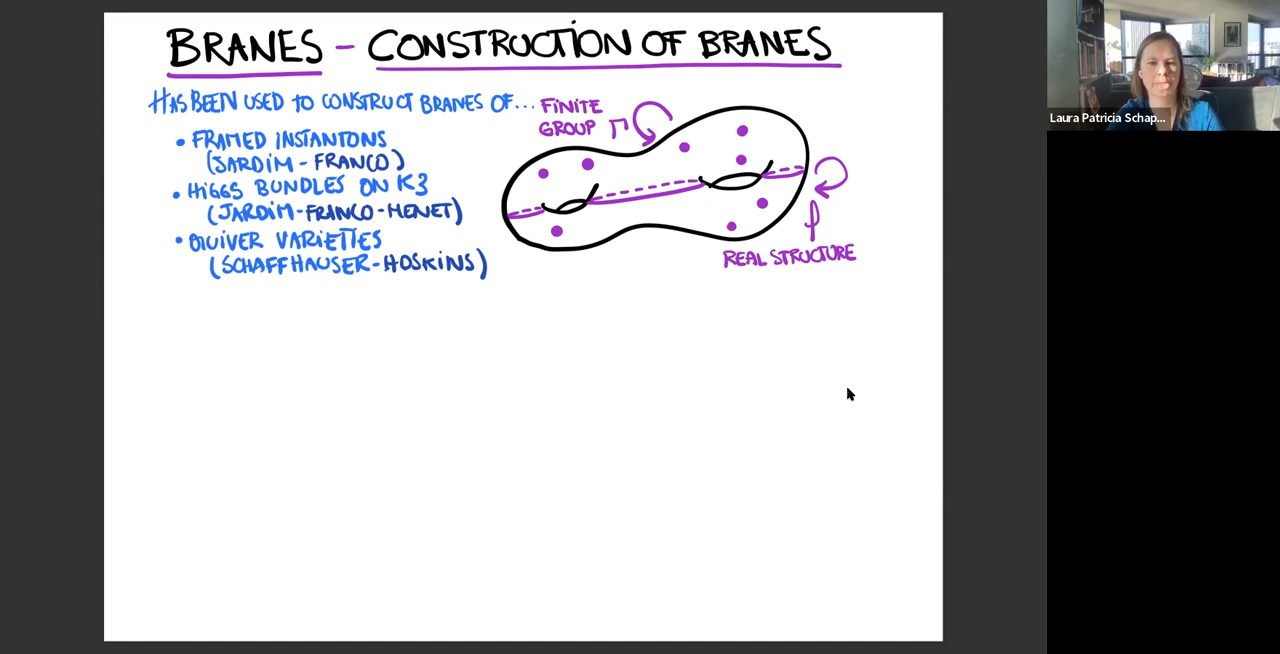 BRANES - CONSTRUCTION OF BRANES
HAS BEEN USED TO CONSTRUCT BRANES OF...
• FRAMED INSTANTONS
(JARDIM - FRANCO)
• HIGGS BUNDLES ON K3
(JARDIM-FRANCO-MENET)
• QUIVER VARIETIES
(SCHAFFHAUSER-HOSKINS)
FINITE
GROUP Γ
REAL STRUCTURE
Laura Patricia Schap...